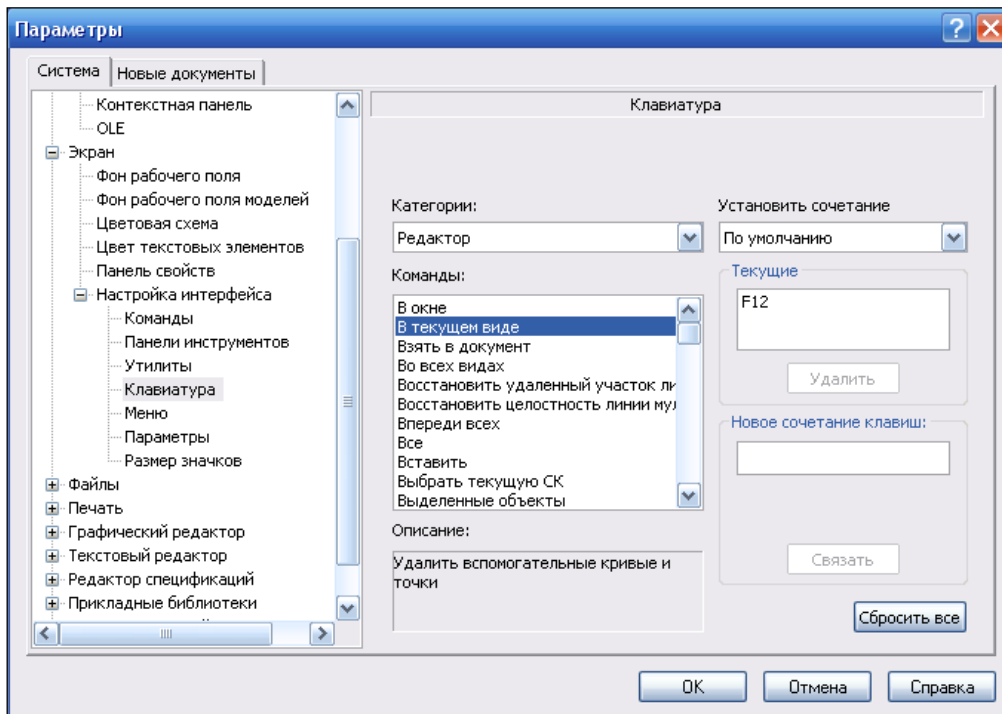 Параметры
Система
Новые документы
Контекстная панель
OLE
Экран
Фон рабочего поля
Фон рабочего поля моделей
Цветовая схема
Цвет текстовых элементов
Панель свойств
Настройка интерфейса
Команды
Панели инструментов
Утилиты
Клавиатура
Меню
Параметры
Размер значков
Файлы
Печать
Графический редактор
Текстовый редактор
Редактор спецификаций
Прикладные библиотеки
Клавиатура
Категории:
Редактор
Команды:
В окне
В текущем виде
Взять в документ
Во всех видах
Восстановить удаленный участок ли
Восстановить целостность линии мул
Впереди всех
Все
Вставить
Выбрать текущую СК
Выделенные объекты
Описание:
Удалить вспомогательные кривые и
точки
Установить сочетание
По умолчанию
Текущие
F12
Удалить
Новое сочетание клавиш:
Связать
Сбросить все
OK
Отмена
Справка